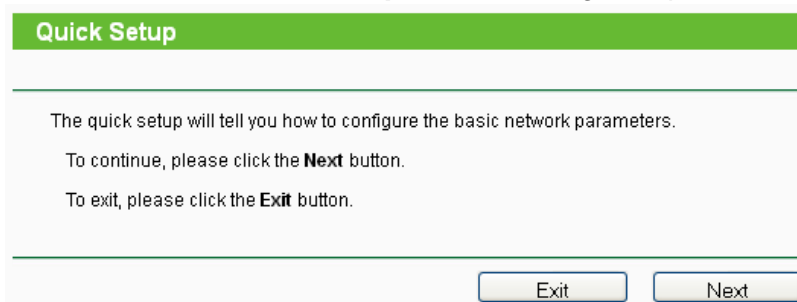 Quick Setup
The quick setup will tell you how to configure the basic network parameters.
To continue, please click the Next button.
To exit, please click the Exit button.
Exit Next